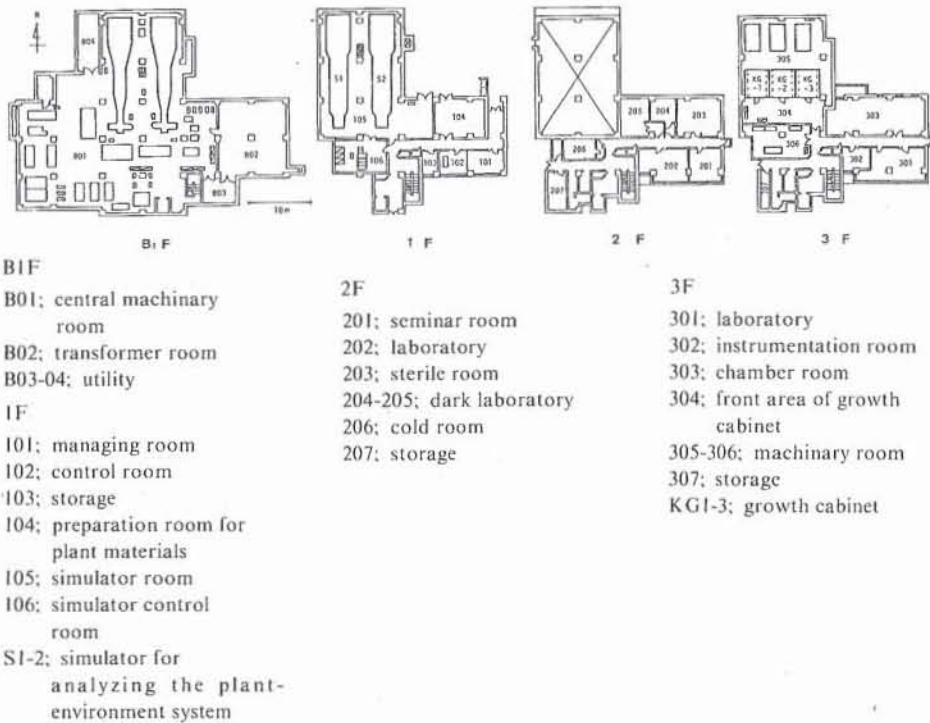 N
B04
B01
B02
B03
10m
B1F
S1
S2
105
104
106
103
102
101
1 F
205
204
203
206
202
201
207
2 F
305
KG
-1
KG
-2
KG
-3
304
303
306
302
301
3 F
B1F
B01; central machinary
room
B02; transformer room
B03-04; utility
1F
101; managing room
102; control room
103; storage
104; preparation room for
plant materials
105; simulator room
106; simulator control
room
S1-2; simulator for
analyzing the plant-
environment system
2F
201; seminar room
202; laboratory
203; sterile room
204-205; dark laboratory
206; cold room
207; storage
3F
301; laboratory
302; instrumentation room
303; chamber room
304; front area of growth
cabinet
305-306; machinary room
307; storage
KG1-3; growth cabinet